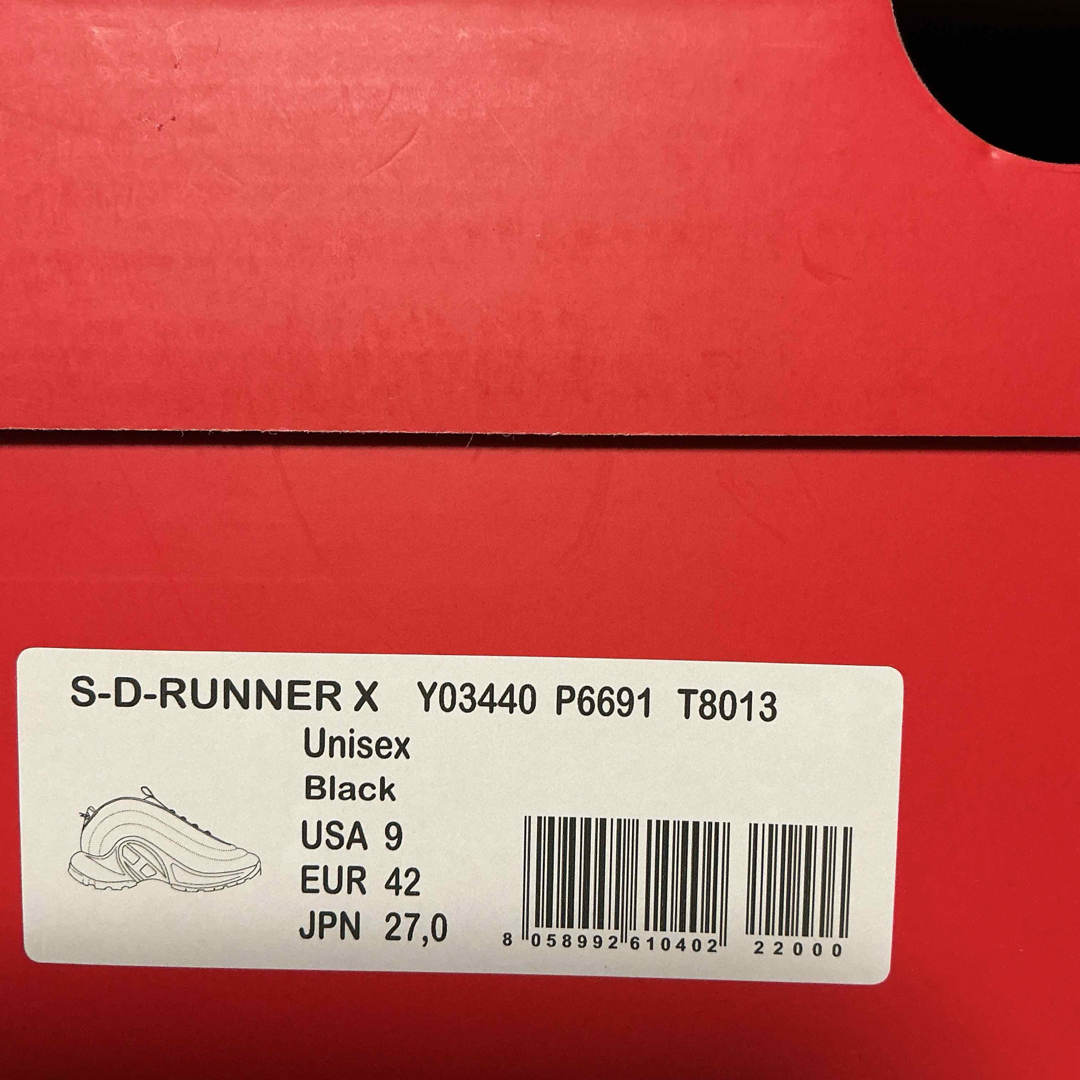 S-D-RUNNER X Y03440 P6691 T8013
Unisex
Black
USA 9
EUR 42
JPN 27,0
8 058992 610402 22000